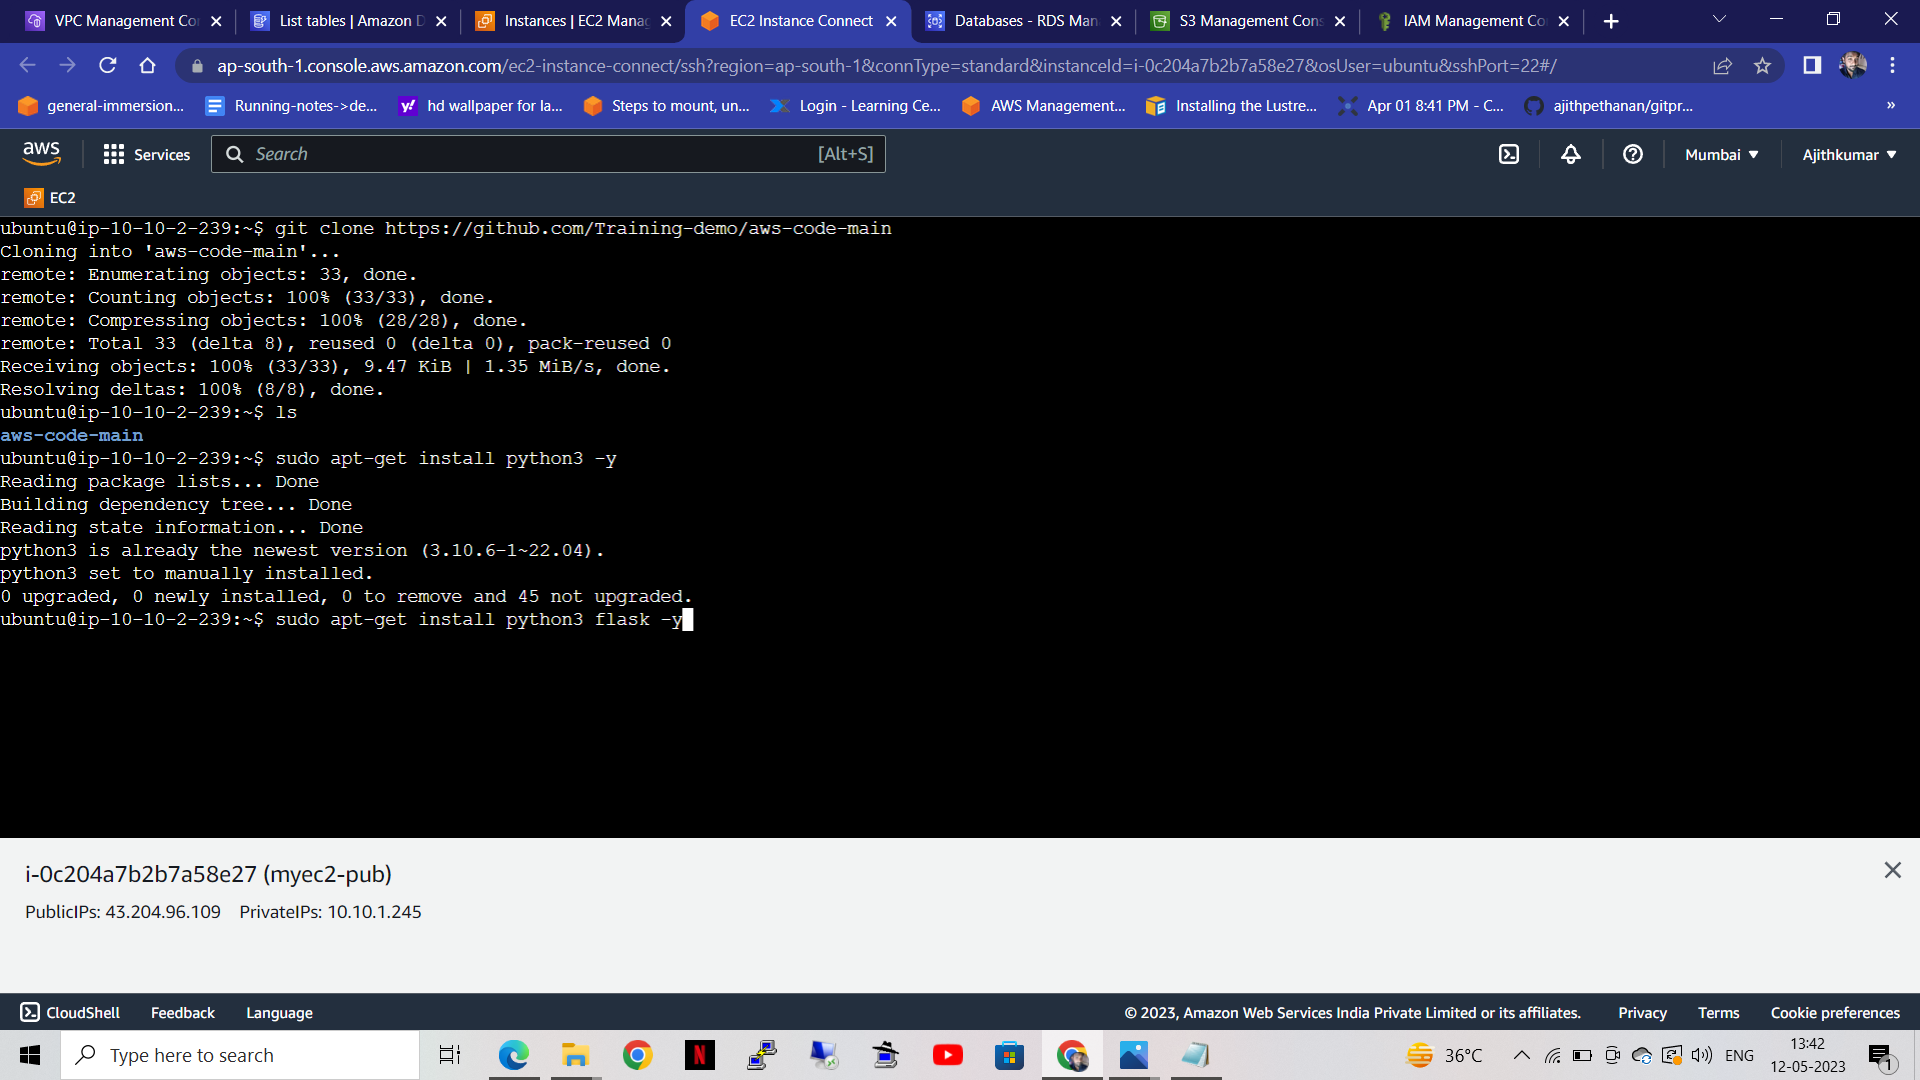 VPC Management Co
List tables | Amazon D
Instances | EC2 Manag
EC2 Instance Connect
Databases - RDS Man
S3 Management Cons
IAM Management Co
ap-south-1.console.aws.amazon.com/ec2-instance-connect/ssh?region=ap-south-1&connType=standard&instanceId=i-0c204a7b2b7a58e27&osUser=ubuntu&sshPort=22#/
general-immersion...
Running-notes->de...
hd wallpaper for la...
Steps to mount, un...
Login - Learning Ce...
AWS Management...
Installing the Lustre...
Apr 01 8:41 PM - C...
ajithpethanan/gitpr...
»
aws
Services
Search
[Alt+S]
Mumbai
Ajithkumar
EC2
ubuntu@ip-10-10-2-239:~$ git clone https://github.com/Training-demo/aws-code-main
Cloning into 'aws-code-main'...
remote: Enumerating objects: 33, done.
remote: Counting objects: 100% (33/33), done.
remote: Compressing objects: 100% (28/28), done.
remote: Total 33 (delta 8), reused 0 (delta 0), pack-reused 0
Receiving objects: 100% (33/33), 9.47 KiB | 1.35 MiB/s, done.
Resolving deltas: 100% (8/8), done.
ubuntu@ip-10-10-2-239:~$ ls
aws-code-main
ubuntu@ip-10-10-2-239:~$ sudo apt-get install python3 -y
Reading package lists... Done
Building dependency tree... Done
Reading state information... Done
python3 is already the newest version (3.10.6-1~22.04).
python3 set to manually installed.
0 upgraded, 0 newly installed, 0 to remove and 45 not upgraded.
ubuntu@ip-10-10-2-239:~$ sudo apt-get install python3 flask -y
i-0c204a7b2b7a58e27 (myec2-pub)
PublicIPs: 43.204.96.109 PrivateIPs: 10.10.1.245
CloudShell
Feedback
Language
© 2023, Amazon Web Services India Private Limited or its affiliates.
Privacy
Terms
Cookie preferences
Type here to search
36°C
ENG
13:42
12-05-2023
1